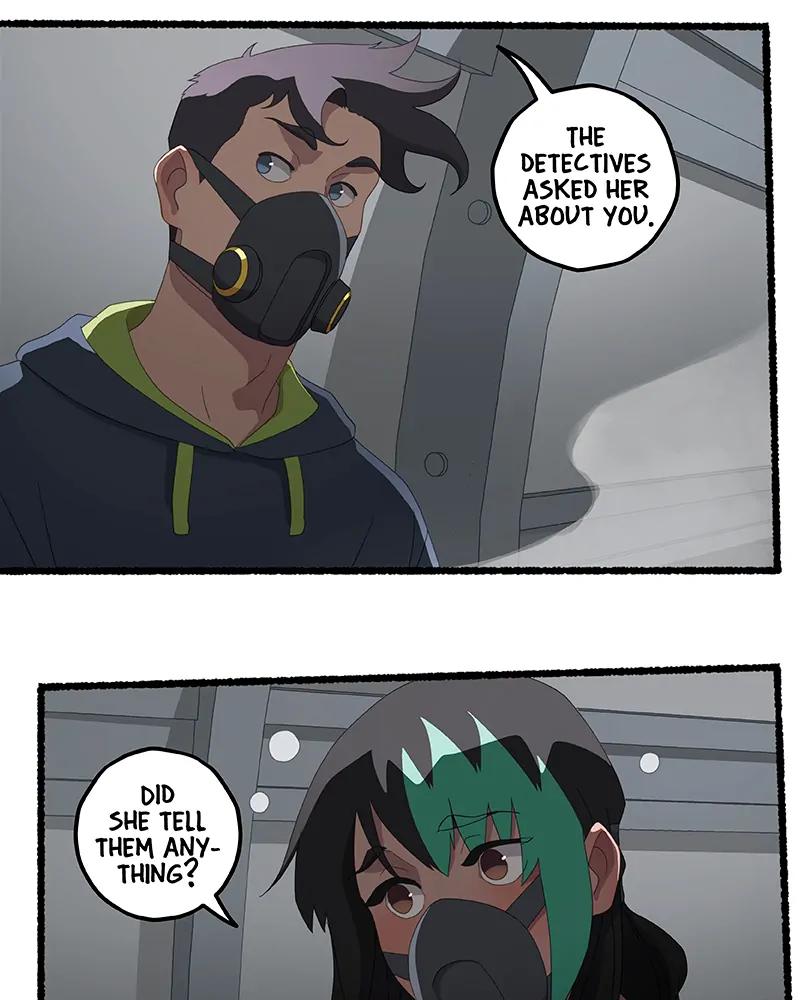 THE
DETECTIVES
ASKED HER
ABOUT YOU.
DID
SHE TELL
THEM ANY-
THING?